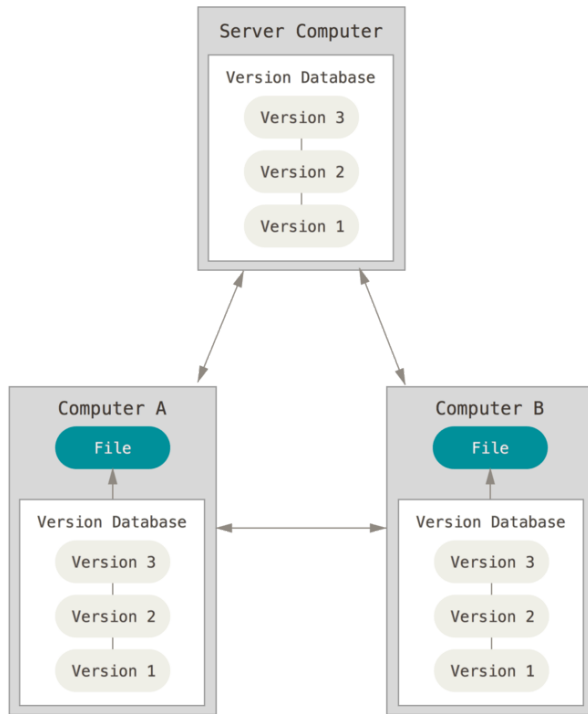 Server Computer
Version Database
Version 3
Version 2
Version 1
Computer A
File
Version Database
Version 3
Version 2
Version 1
Computer B
File
Version Database
Version 3
Version 2
Version 1